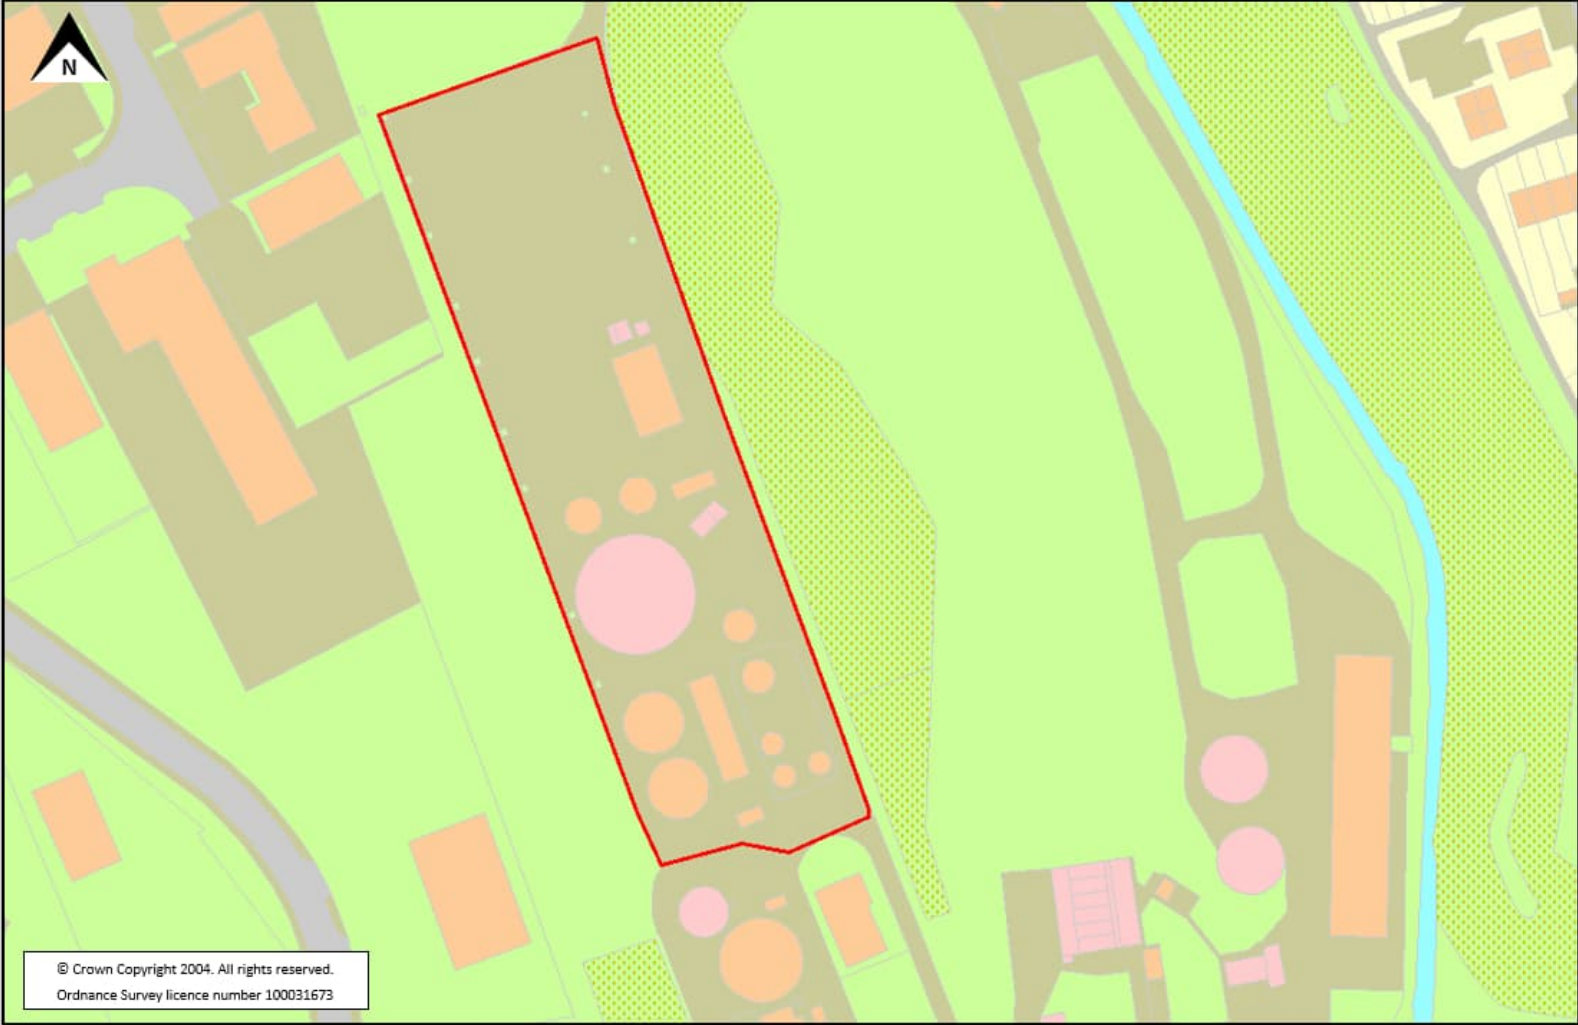 N
© Crown Copyright 2004. All rights reserved.
Ordnance Survey licence number 100031673